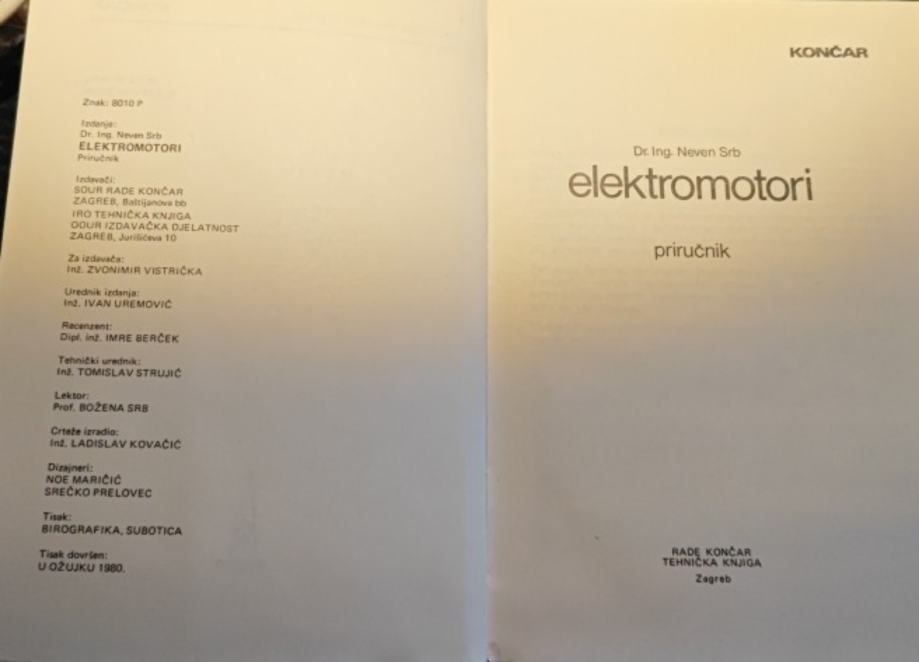 Znak: 8010 P
Izdanje:
Dr. Ing. Neven Srb
ELEKTROMOTORI
Priručnik
Izdavači:
SOUR RADE KONČAR
ZAGREB, Baštijanova bb
IRO TEHNIČKA KNJIGA
OOUR IZDAVAČKA DJELATNOST
ZAGREB, Jurišićeva 10
Za izdavača:
Inž. ZVONIMIR VISTRIČKA
Urednik izdanja:
Inž. IVAN UREMOVIĆ
Recenzent:
Dipl. inž. IMRE BERČEK
Tehnički urednik:
Inž. TOMISLAV STRUJIĆ
Lektor:
Prof. BOŽENA SRB
Crteže izradio:
Inž. LADISLAV KOVAČIĆ
Dizajneri:
NOE MARIČIĆ
SREČKO PRELOVEC
Tisak:
BIROGRAFIKA, SUBOTICA
Tisak dovršen:
U OŽUJKU 1980.
KONČAR
Dr. Ing. Neven Srb
elektromotori
priručnik
RADE KONČAR
TEHNIČKA KNJIGA
Zagreb